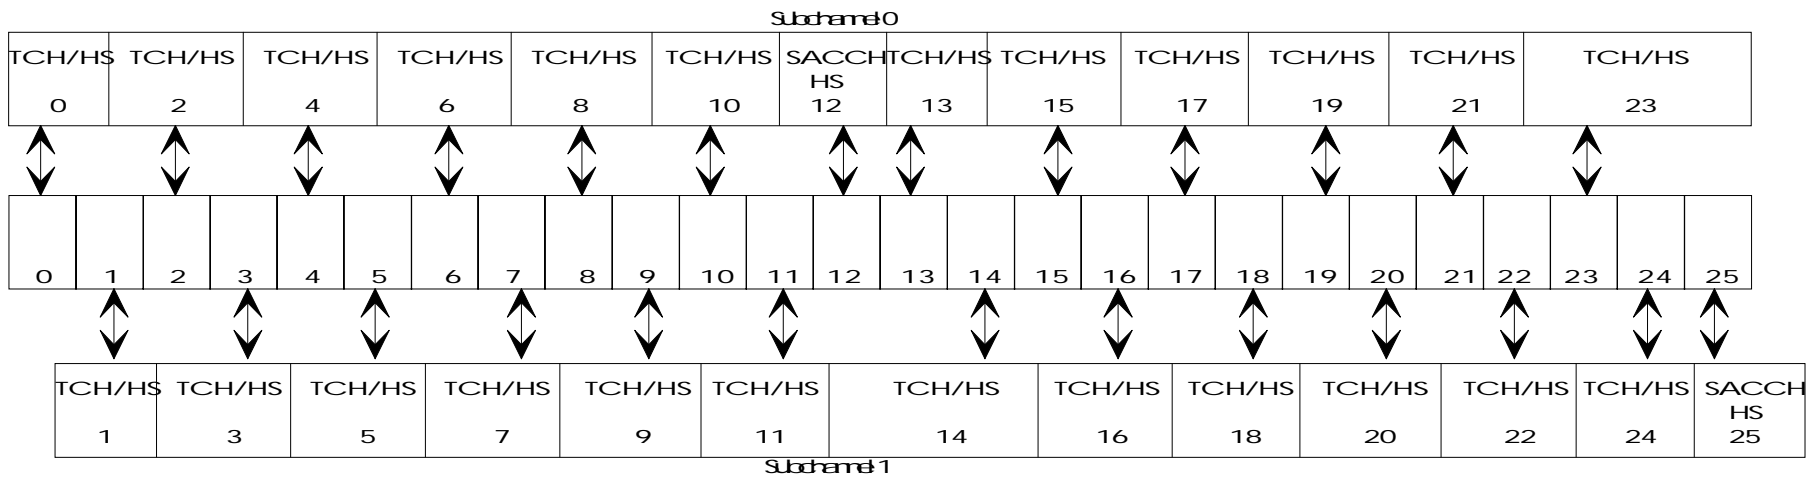 Subchannel 0
TCH/HS TCH/HS TCH/HS TCH/HS TCH/HS TCH/HS SACCH TCH/HS TCH/HS TCH/HS TCH/HS TCH/HS TCH/HS
HS
0 2 4 6 8 10 12 13 15 17 19 21 23
0 1 2 3 4 5 6 7 8 9 10 11 12 13 14 15 16 17 18 19 20 21 22 23 24 25
TCH/HS TCH/HS TCH/HS TCH/HS TCH/HS TCH/HS TCH/HS TCH/HS TCH/HS TCH/HS TCH/HS TCH/HS SACCH
HS
1 3 5 7 9 11 14 16 18 20 22 24 25
Subchannel 1